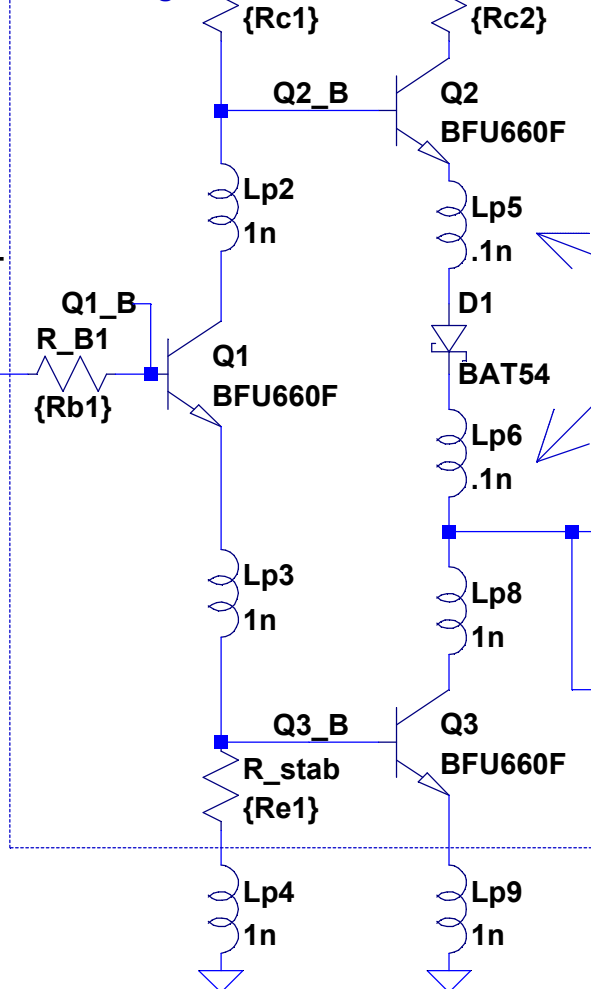 {Rc1}
{Rc2}
Q2_B
Q2
BFU660F
Lp2
1n
Lp5
.1n
Q1_B
D1
R_B1
{Rb1}
Q1
BFU660F
BAT54
Lp6
.1n
Lp3
1n
Lp8
1n
Q3_B
Q3
BFU660F
R_stab
{Re1}
Lp4
1n
Lp9
1n